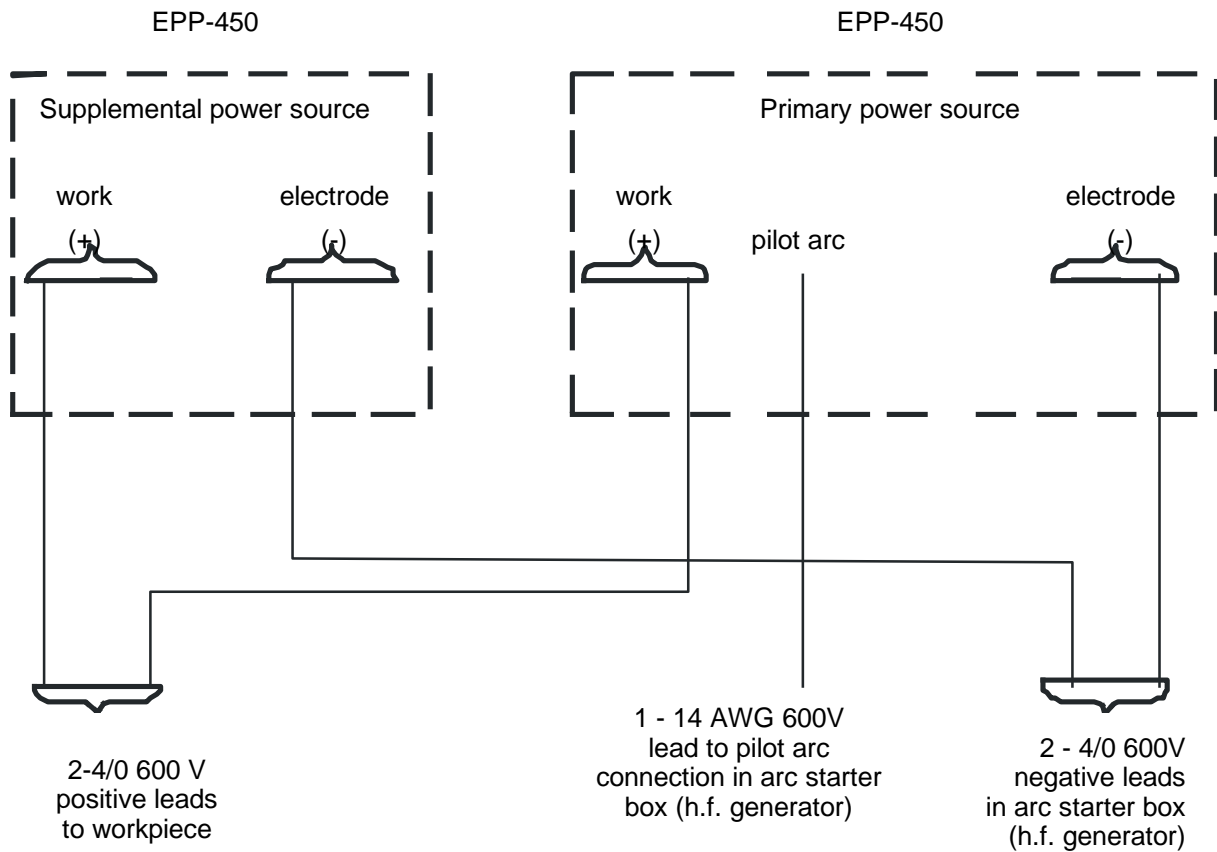 EPP-450
EPP-450
Supplemental power source
Primary power source
work
electrode
work
electrode
(+)
(-)
(+)
pilot arc
(-)
1 - 14 AWG 600V
lead to pilot arc
connection in arc starter
box (h.f. generator)
2 - 4/0 600V
negative leads
in arc starter box
(h.f. generator)
2-4/0 600 V
positive leads
to workpiece